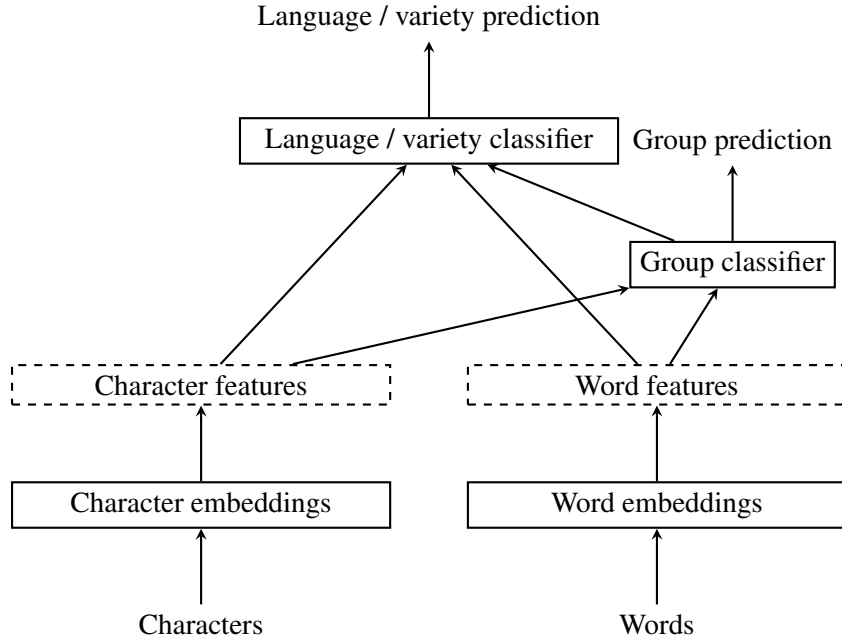 Language / variety prediction
Language / variety classifier
Group prediction
Group classifier
Character features
Word features
Character embeddings
Word embeddings
Characters
Words